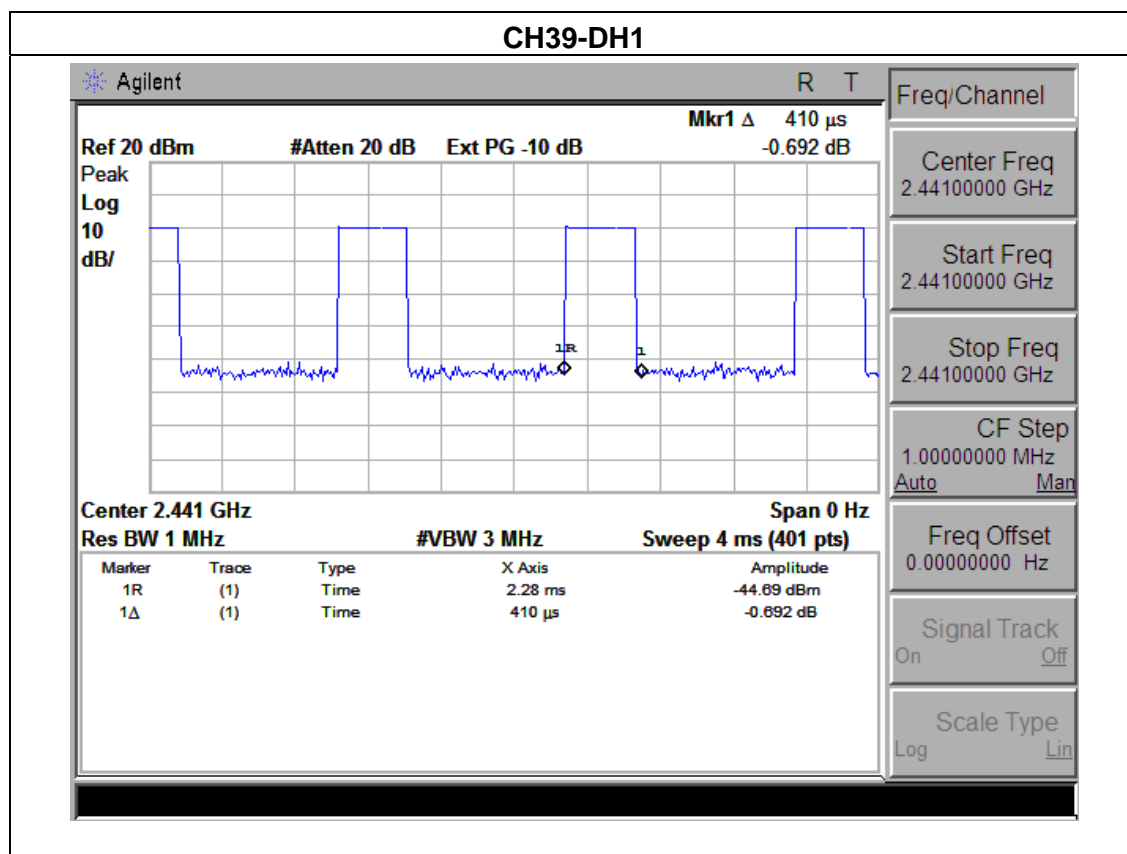 CH39-DH1
Agilent R T
Mkr1 Δ 410 µs
Ref 20 dBm #Atten 20 dB Ext PG -10 dB -0.692 dB
Peak
Log
10
dB/
1R
1
Center 2.441 GHz Span 0 Hz
Res BW 1 MHz #VBW 3 MHz Sweep 4 ms (401 pts)
Marker Trace Type X Axis Amplitude
1R (1) Time 2.28 ms -44.69 dBm
1Δ (1) Time 410 µs -0.692 dB
Freq/Channel
Center Freq
2.44100000 GHz
Start Freq
2.44100000 GHz
Stop Freq
2.44100000 GHz
CF Step
1.00000000 MHz
Auto Man
Freq Offset
0.00000000 Hz
Signal Track
On Off
Scale Type
Log Lin